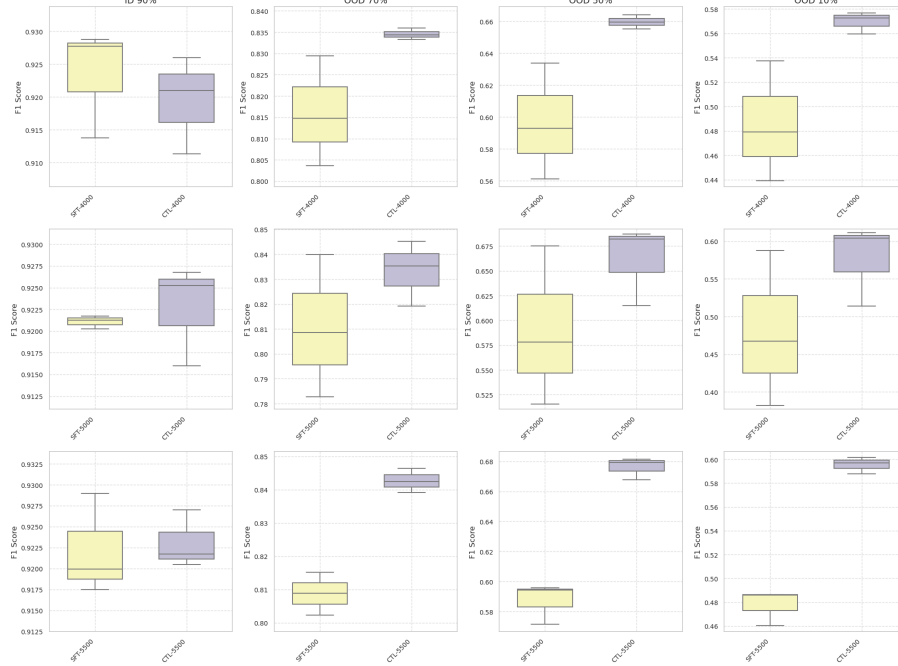 ID 90%
OOD 70%
OOD 50%
OOD 10%
F1 Score
0.930
0.925
0.920
0.915
0.910
SFT-4000
CTL-4000
F1 Score
0.840
0.835
0.830
0.825
0.820
0.815
0.810
0.805
0.800
SFT-4000
CTL-4000
F1 Score
0.66
0.64
0.62
0.60
0.58
0.56
SFT-4000
CTL-4000
F1 Score
0.58
0.56
0.54
0.52
0.50
0.48
0.46
0.44
SFT-4000
CTL-4000
F1 Score
0.9300
0.9275
0.9250
0.9225
0.9200
0.9175
0.9150
0.9125
SFT-5000
CTL-5000
F1 Score
0.85
0.84
0.83
0.82
0.81
0.80
0.79
0.78
SFT-5000
CTL-5000
F1 Score
0.675
0.650
0.625
0.600
0.575
0.550
0.525
SFT-5000
CTL-5000
F1 Score
0.60
0.55
0.50
0.45
0.40
SFT-5000
CTL-5000
F1 Score
0.9325
0.9300
0.9275
0.9250
0.9225
0.9200
0.9175
0.9150
0.9125
SFT-5500
CTL-5500
F1 Score
0.85
0.84
0.83
0.82
0.81
0.80
SFT-5500
CTL-5500
F1 Score
0.68
0.66
0.64
0.62
0.60
0.58
SFT-5500
CTL-5500
F1 Score
0.60
0.58
0.56
0.54
0.52
0.50
0.48
0.46
SFT-5500
CTL-5500